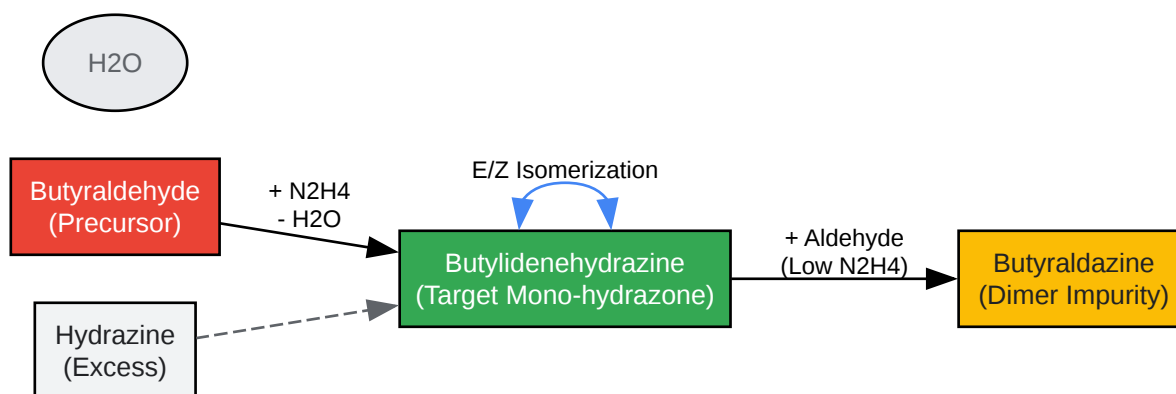 H2O
Butyraldehyde
(Precursor)
+ N2H4
- H2O
E/Z Isomerization
Butylidenehydrazine
(Target Mono-hydrazone)
+ Aldehyde
(Low N2H4)
Butyraldazine
(Dimer Impurity)
Hydrazine
(Excess)